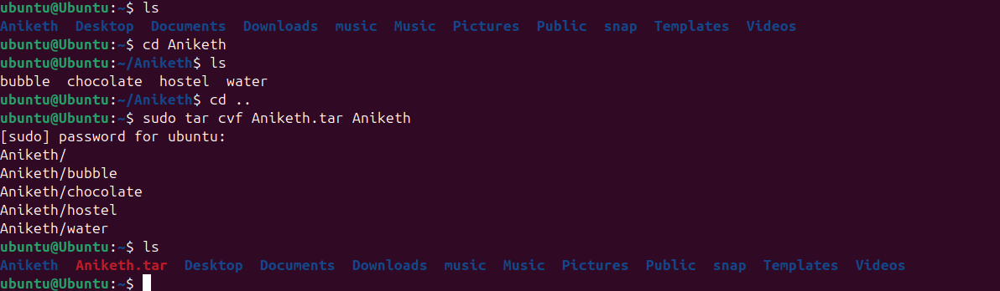 ubuntu@Ubuntu:~$ ls
Aniketh  Desktop  Documents  Downloads  music  Music  Pictures  Public  snap  Templates  Videos
ubuntu@Ubuntu:~$ cd Aniketh
ubuntu@Ubuntu:~/Aniketh$ ls
bubble  chocolate  hostel  water
ubuntu@Ubuntu:~/Aniketh$ cd ..
ubuntu@Ubuntu:~$ sudo tar cvf Aniketh.tar Aniketh
[sudo] password for ubuntu:
Aniketh/
Aniketh/bubble
Aniketh/chocolate
Aniketh/hostel
Aniketh/water
ubuntu@Ubuntu:~$ ls
Aniketh  Aniketh.tar  Desktop  Documents  Downloads  music  Music  Pictures  Public  snap  Templates  Videos
ubuntu@Ubuntu:~$